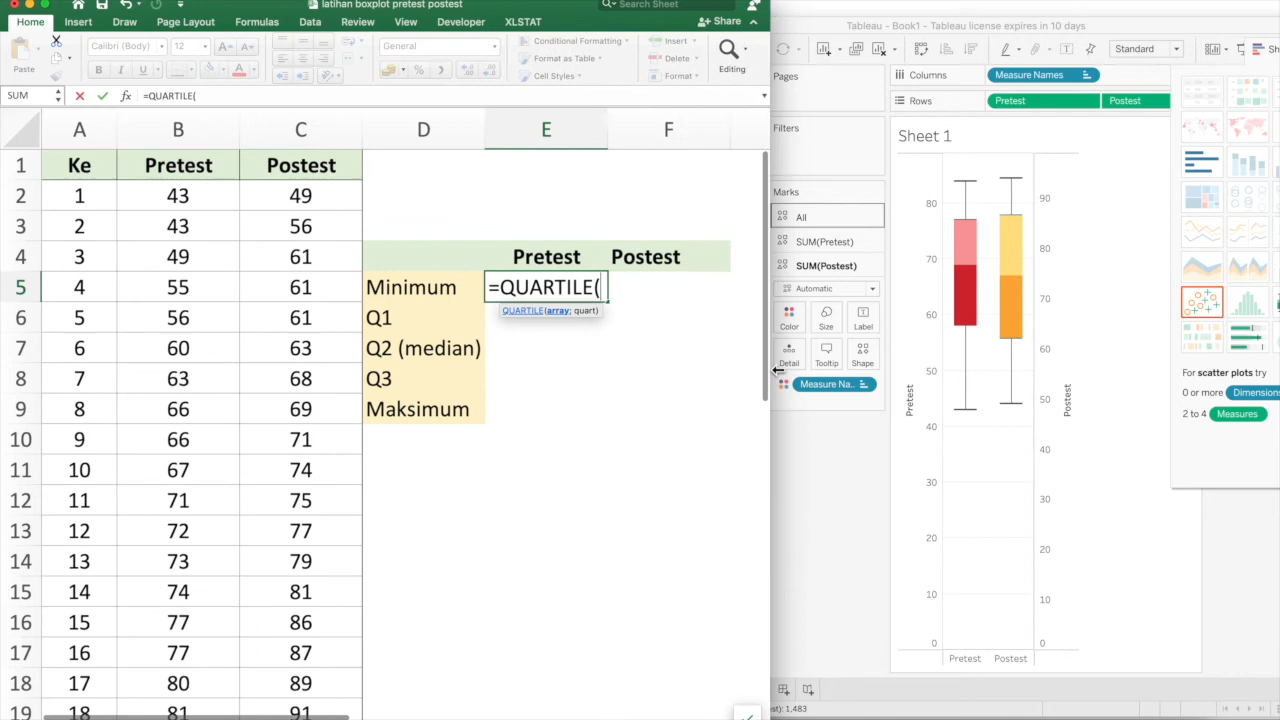 latihan boxplot pretest postest
Search Sheet
Home Insert Draw Page Layout Formulas Data Review View Developer XLSTAT
Share
Paste
Calibri (Body) 12
General
Conditional Formatting
Format as Table
Cell Styles
Insert
Delete
Format
Editing
SUM fx =QUARTILE(
A B C D E F
1 Ke Pretest Postest
2 1 43 49
3 2 43 56
4 3 49 61 Pretest Postest
5 4 55 61 Minimum =QUARTILE(
QUARTILE(array; quart)
6 5 56 61 Q1
7 6 60 63 Q2 (median)
8 7 63 68 Q3
9 8 66 69 Maksimum
10 9 66 71
11 10 67 74
12 11 71 75
13 12 72 77
14 13 73 79
15 14 74 81
16 15 77 86
17 16 77 87
18 17 80 89
19 18 81 91
Tableau - Book1 - Tableau license expires in 10 days
Standard
Pages
Filters
Marks
All
SUM(Pretest)
SUM(Postest)
Automatic
Color Size Label
Detail Tooltip Shape
Measure Na..
Columns Measure Names
Rows Pretest Postest
Sheet 1
80
70
60
50
40
30
20
10
0
Pretest
90
80
70
60
50
40
30
20
10
0
Postest
Pretest Postest
For scatter plots try
0 or more Dimensions
2 to 4 Measures
: 1,483